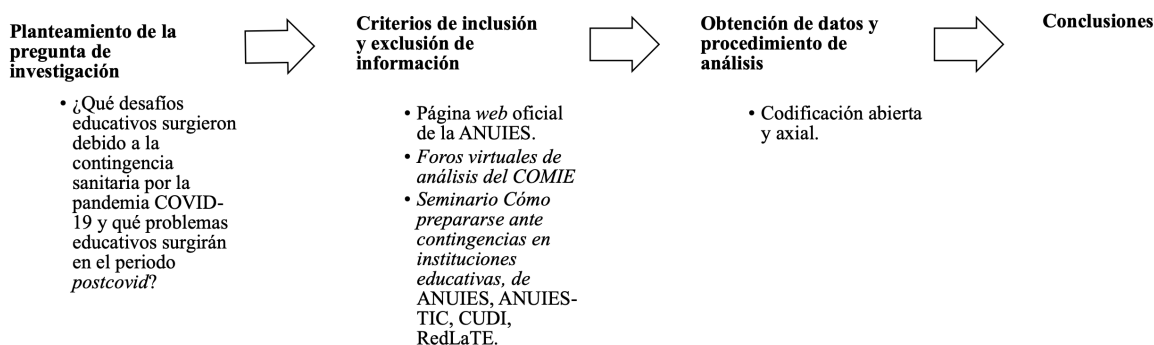 Planteamiento de la
pregunta de
investigación
• ¿Qué desafíos
educativos surgieron
debido a la
contingencia
sanitaria por la
pandemia COVID-
19 y qué problemas
educativos surgirán
en el periodo
postcovid?
Criterios de inclusión
y exclusión de
información
• Página web oficial
de la ANUIES.
• Foros virtuales de
análisis del COMIE
• Seminario Cómo
prepararse ante
contingencias en
instituciones
educativas, de
ANUIES, ANUIES-
TIC, CUDI,
RedLaTE.
Obtención de datos y
procedimiento de
análisis
• Codificación abierta
y axial.
Conclusiones